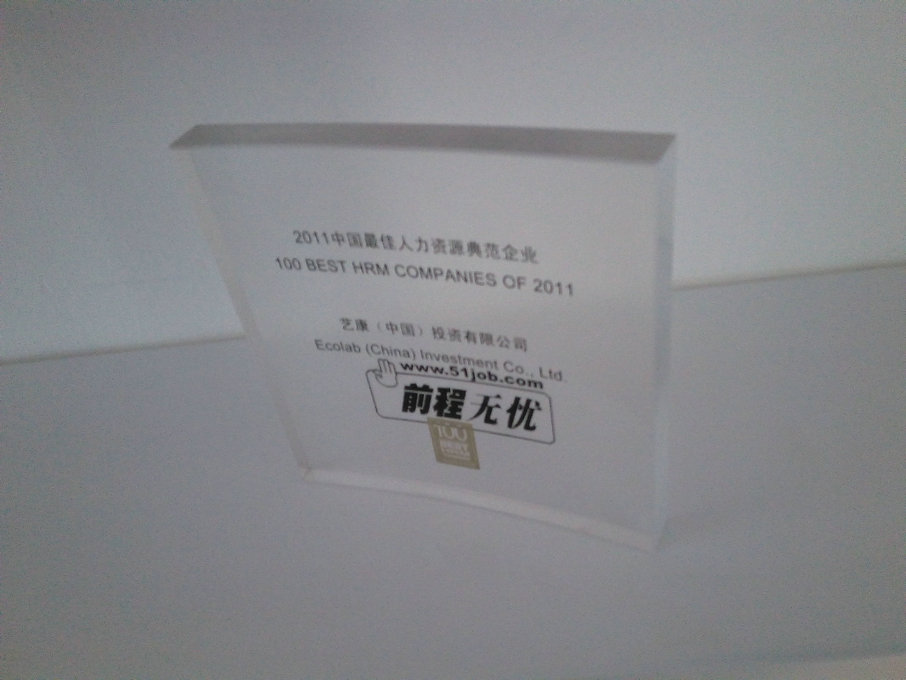 2011中国最佳人力资源典范企业
100 BEST HRM COMPANIES OF 2011
艺康（中国）投资有限公司
Ecolab (China) Investment Co., Ltd.
www.51job.com
前程无忧
100
BEST